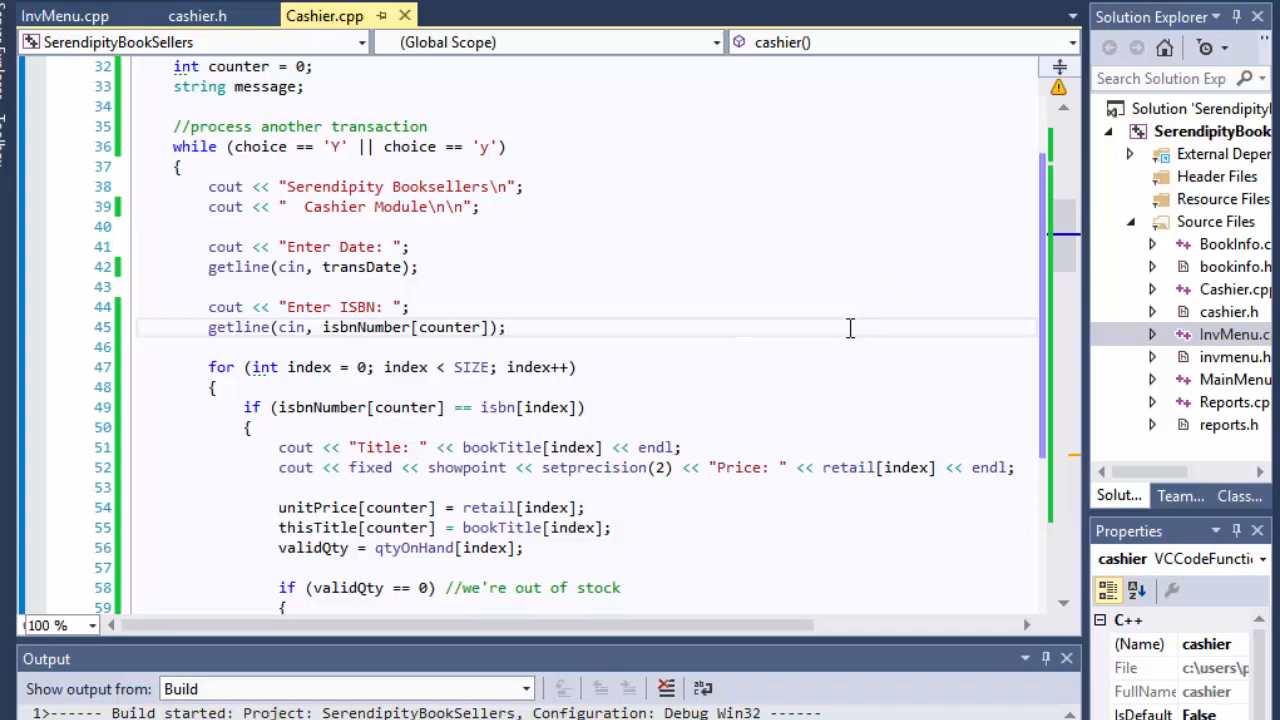 InvMenu.cpp cashier.h Cashier.cpp Solution Explorer
SerendipityBookSellers (Global Scope) cashier()
Search Solution Exp
32 int counter = 0;
33 string message;
34
35 //process another transaction
36 while (choice == 'Y' || choice == 'y')
37 {
38 cout << "Serendipity Booksellers\n";
39 cout << "  Cashier Module\n\n";
40
41 cout << "Enter Date: ";
42 getline(cin, transDate);
43
44 cout << "Enter ISBN: ";
45 getline(cin, isbnNumber[counter]);
46
47 for (int index = 0; index < SIZE; index++)
48 {
49 if (isbnNumber[counter] == isbn[index])
50 {
51 cout << "Title: " << bookTitle[index] << endl;
52 cout << fixed << showpoint << setprecision(2) << "Price: " << retail[index] << endl;
53
54 unitPrice[counter] = retail[index];
55 thisTitle[counter] = bookTitle[index];
56 validQty = qtyOnHand[index];
57
58 if (validQty == 0) //we're out of stock
59 {
100 %
Solution 'Serendipityl
SerendipityBook
External Deper
Header Files
Resource Files
Source Files
BookInfo.c
bookinfo.h
Cashier.cpp
cashier.h
InvMenu.c
invmenu.h
MainMenu
Reports.cp
reports.h
Solut... Team... Class...
Properties
cashier VCCodeFuncti
C++
(Name) cashier
File c:\users\p
FullName cashier
IsDefault False
Output
Show output from: Build
1>------ Build started: Project: SerendipityBookSellers, Configuration: Debug Win32 ------